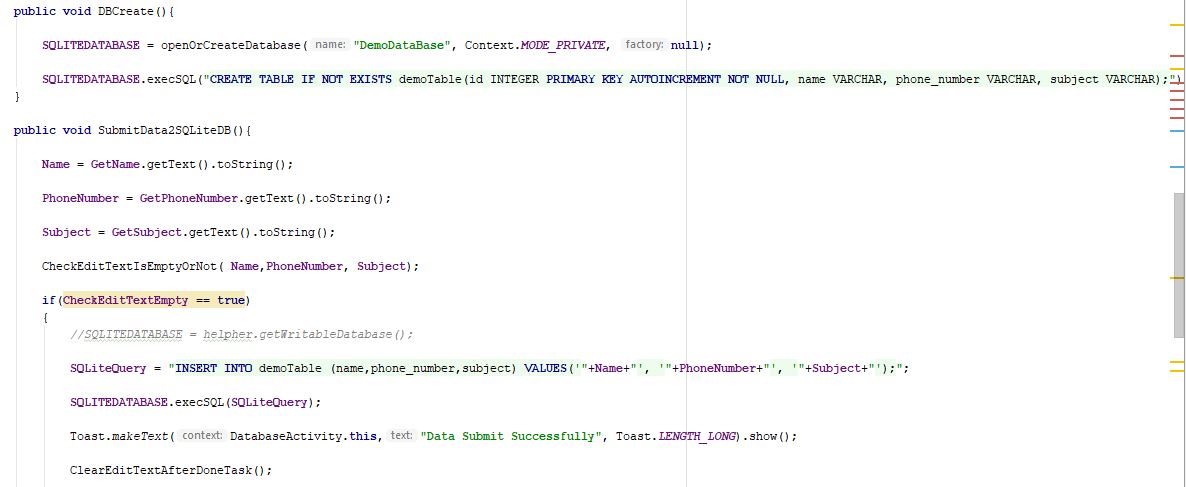 public void DBCreate(){
SQLITEDATABASE = openOrCreateDatabase( name: "DemoDataBase", Context.MODE_PRIVATE, factory: null);
SQLITEDATABASE.execSQL("CREATE TABLE IF NOT EXISTS demoTable(id INTEGER PRIMARY KEY AUTOINCREMENT NOT NULL, name VARCHAR, phone_number VARCHAR, subject VARCHAR);")
}
public void SubmitData2SQLiteDB(){
Name = GetName.getText().toString();
PhoneNumber = GetPhoneNumber.getText().toString();
Subject = GetSubject.getText().toString();
CheckEditTextIsEmptyOrNot( Name,PhoneNumber, Subject);
if(CheckEditTextEmpty == true)
{
//SQLITEDATABASE = helpher.getWritableDatabase();
SQLiteQuery = "INSERT INTO demoTable (name,phone_number,subject) VALUES('"+Name+"', '"+PhoneNumber+"', '"+Subject+"');";
SQLITEDATABASE.execSQL(SQLiteQuery);
Toast.makeText( context: DatabaseActivity.this, text: "Data Submit Successfully", Toast.LENGTH_LONG).show();
ClearEditTextAfterDoneTask();